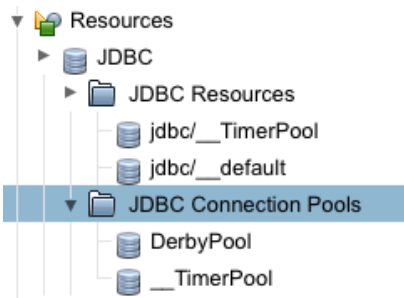 Resources
JDBC
JDBC Resources
jdbc/__TimerPool
jdbc/__default
JDBC Connection Pools
DerbyPool
__TimerPool